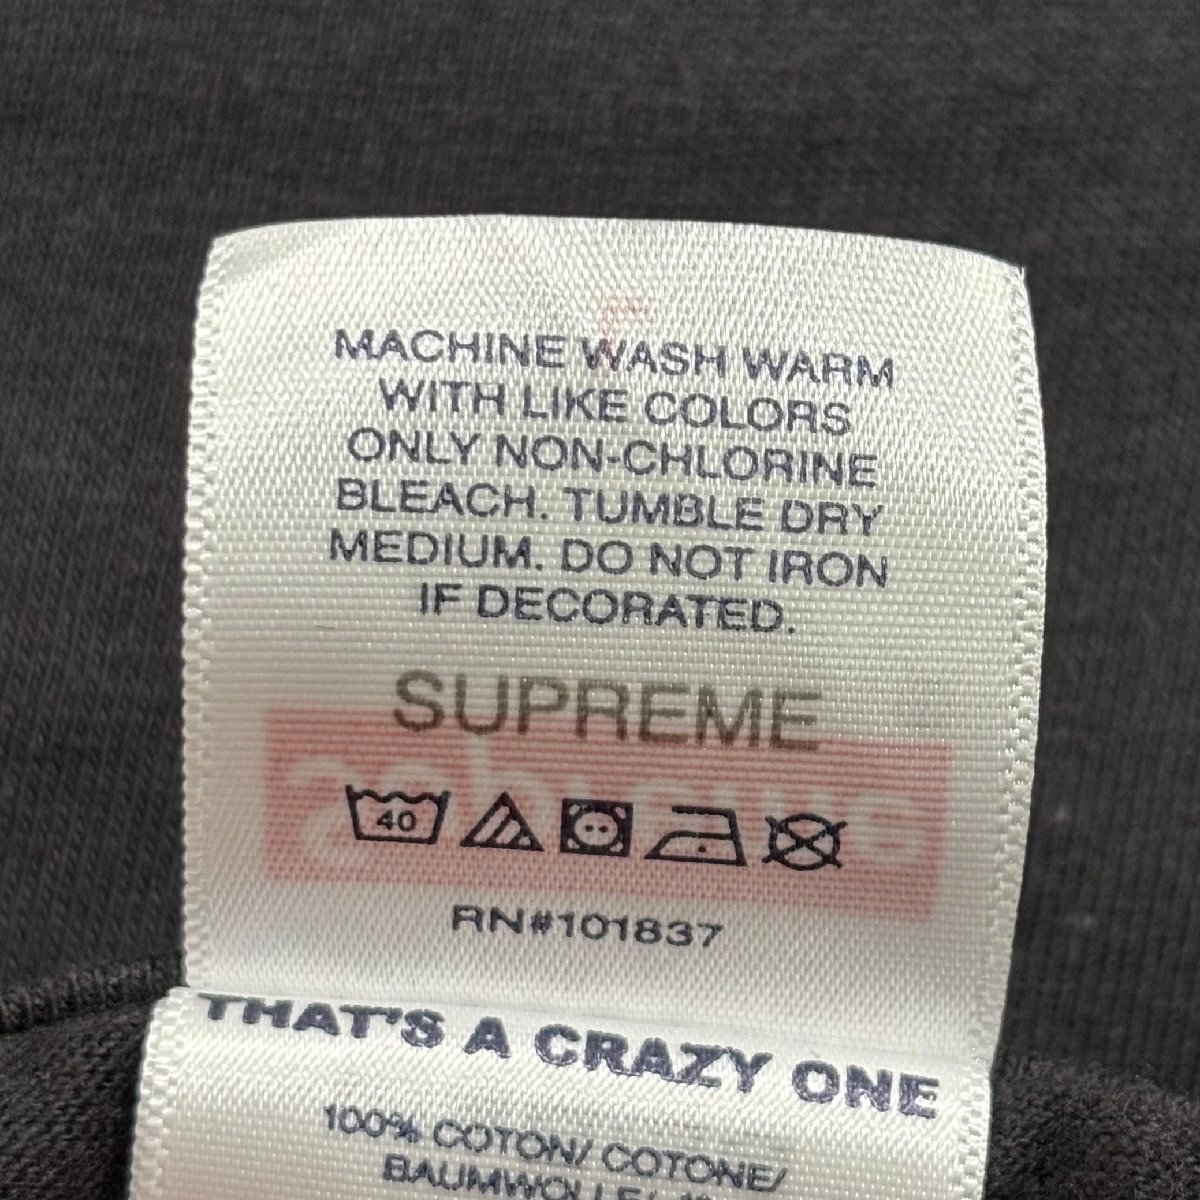 MACHINE WASH WARM
WITH LIKE COLORS
ONLY NON-CHLORINE
BLEACH. TUMBLE DRY
MEDIUM. DO NOT IRON
IF DECORATED.
SUPREME
40
RN#101837
THAT'S A CRAZY ONE
100% COTON/ COTONE/
BAUMWOLLE/